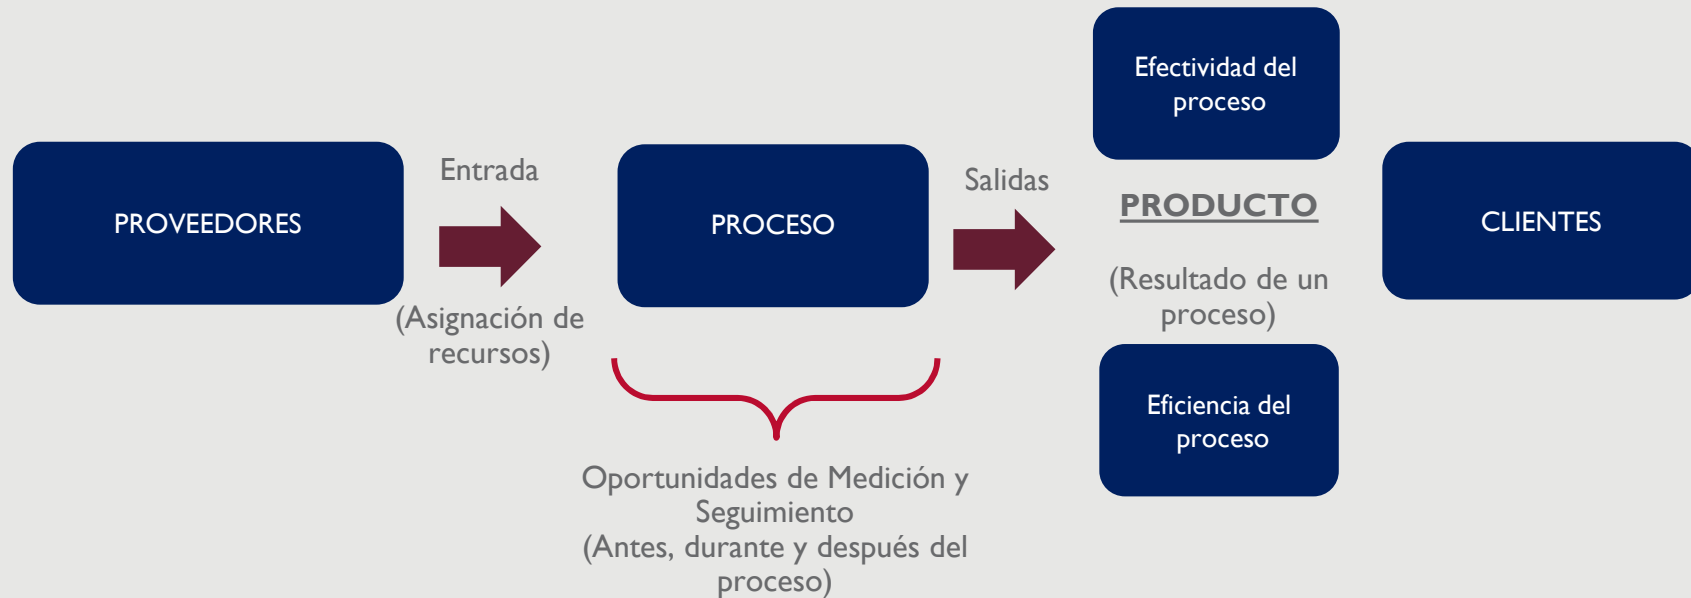 PROVEEDORES
Entrada
(Asignación de
recursos)
PROCESO
Oportunidades de Medición y
Seguimiento
(Antes, durante y después del
proceso)
Salidas
Efectividad del
proceso
PRODUCTO
(Resultado de un
proceso)
Eficiencia del
proceso
CLIENTES